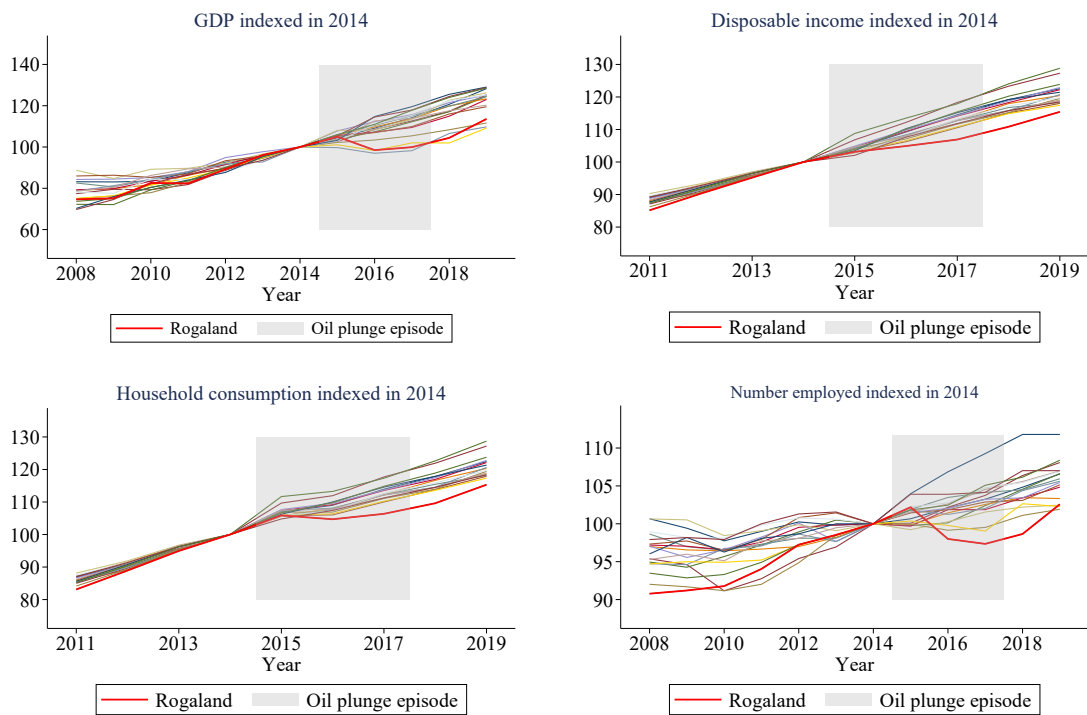 GDP indexed in 2014
140
120
100
80
60
2008 2010 2012 2014 2016 2018
Year
Rogaland Oil plunge episode
Disposable income indexed in 2014
130
120
110
100
90
80
2011 2013 2015 2017 2019
Year
Rogaland Oil plunge episode
Household consumption indexed in 2014
130
120
110
100
90
80
2011 2013 2015 2017 2019
Year
Rogaland Oil plunge episode
Number employed indexed in 2014
110
105
100
95
90
2008 2010 2012 2014 2016 2018
Year
Rogaland Oil plunge episode